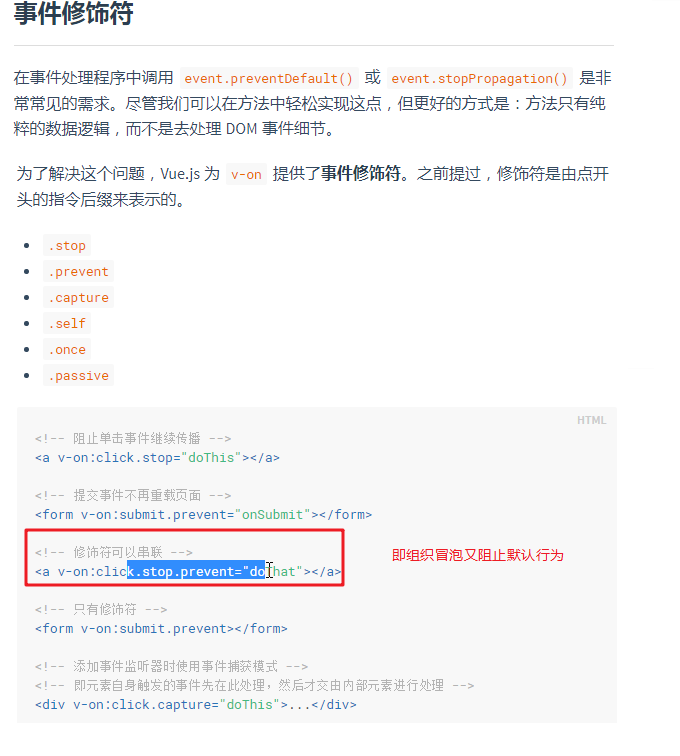 事件修饰符
在事件处理程序中调用 event.preventDefault() 或 event.stopPropagation() 是非
常常见的需求。尽管我们可以在方法中轻松实现这点，但更好的方式是：方法只有纯
粹的数据逻辑，而不是去处理 DOM 事件细节。
为了解决这个问题，Vue.js 为 v-on 提供了事件修饰符。之前提过，修饰符是由点开
头的指令后缀来表示的。
.stop
.prevent
.capture
.self
.once
.passive
HTML
<!-- 阻止单击事件继续传播 -->
<a v-on:click.stop="doThis"></a>
<!-- 提交事件不再重载页面 -->
<form v-on:submit.prevent="onSubmit"></form>
<!-- 修饰符可以串联 -->
<a v-on:click.stop.prevent="doThat"></a>
即组织冒泡又阻止默认行为
<!-- 只有修饰符 -->
<form v-on:submit.prevent></form>
<!-- 添加事件监听器时使用事件捕获模式 -->
<!-- 即元素自身触发的事件先在此处理，然后才交由内部元素进行处理 -->
<div v-on:click.capture="doThis">...</div>